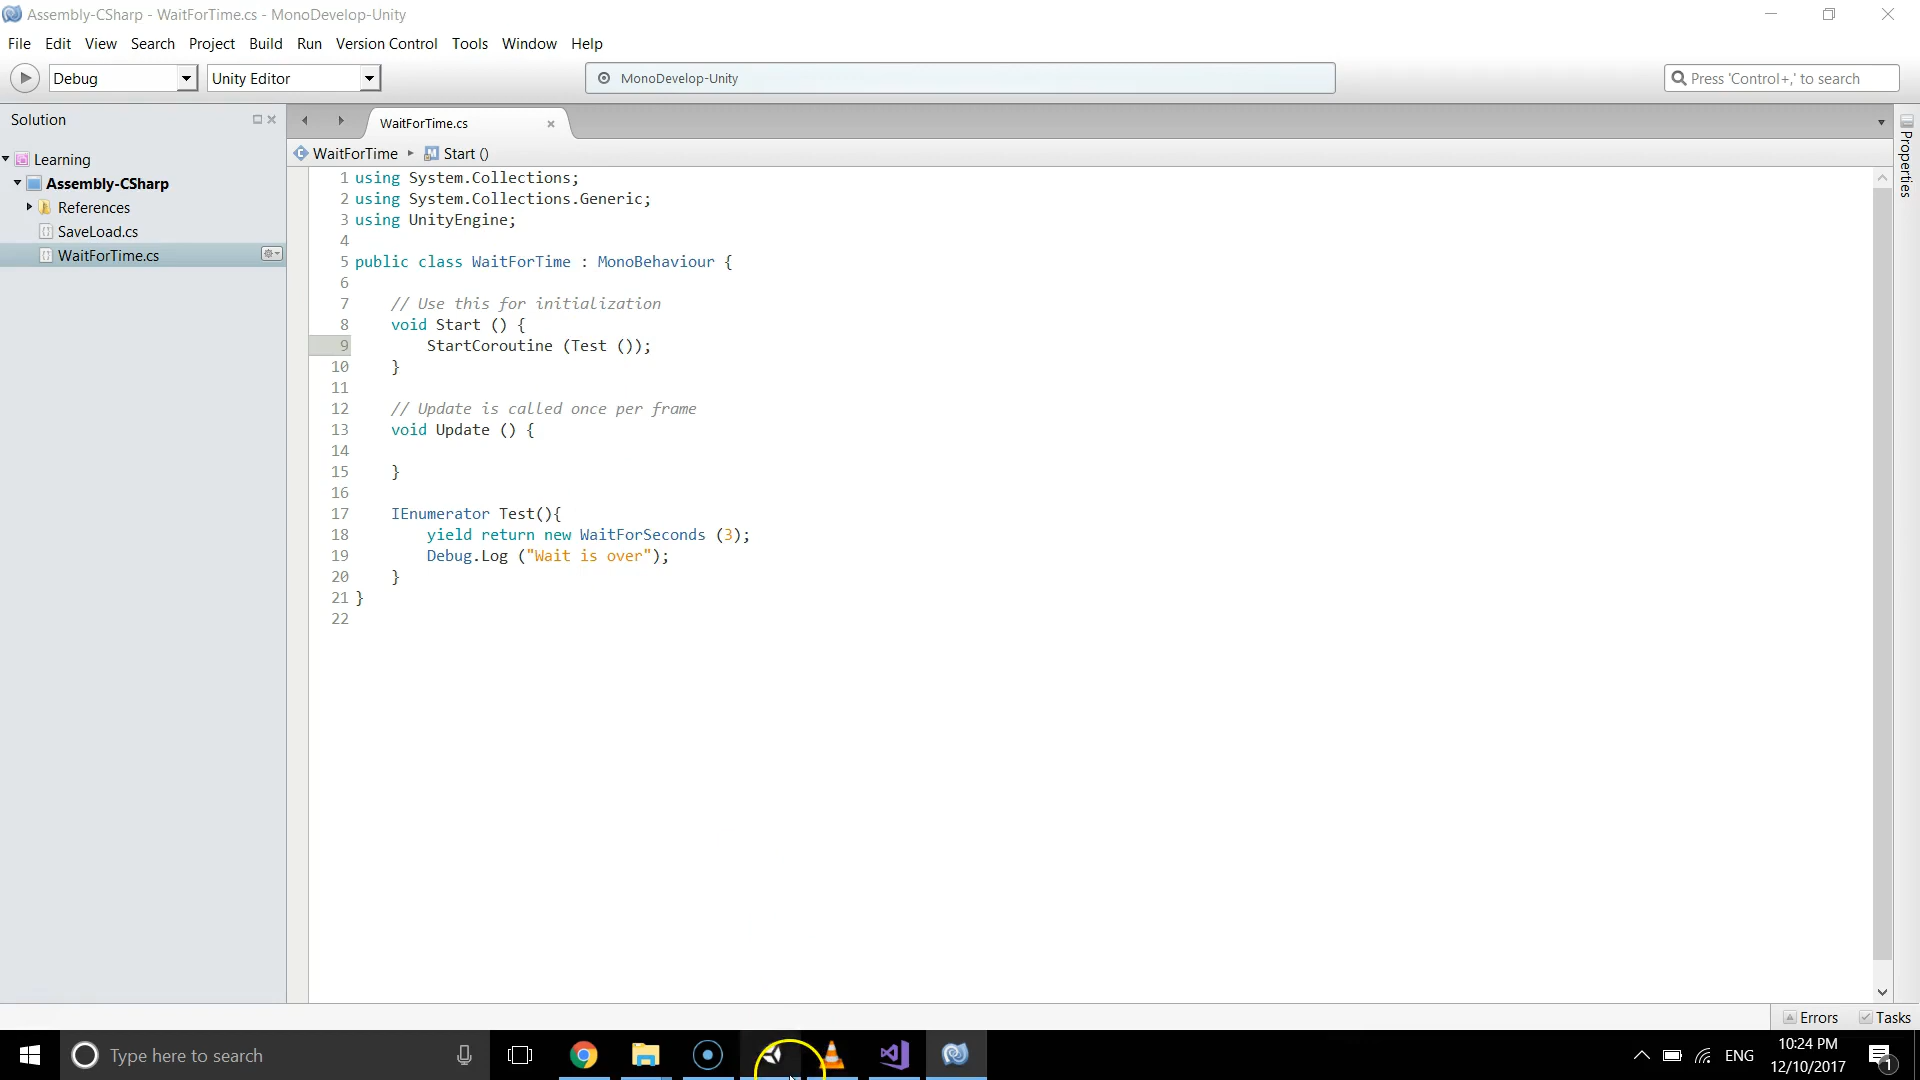 Assembly-CSharp - WaitForTime.cs - MonoDevelop-Unity
File Edit View Search Project Build Run Version Control Tools Window Help
Debug Unity Editor MonoDevelop-Unity Press 'Control+,' to search
Solution
Learning
Assembly-CSharp
References
SaveLoad.cs
WaitForTime.cs
WaitForTime.cs
WaitForTime Start ()
1 using System.Collections;
2 using System.Collections.Generic;
3 using UnityEngine;
4
5 public class WaitForTime : MonoBehaviour {
6
7 // Use this for initialization
8 void Start () {
9 StartCoroutine (Test ());
10 }
11
12 // Update is called once per frame
13 void Update () {
14
15 }
16
17 IEnumerator Test(){
18 yield return new WaitForSeconds (3);
19 Debug.Log ("Wait is over");
20 }
21 }
22
Properties
Errors Tasks
Type here to search
ENG
10:24 PM
12/10/2017
1